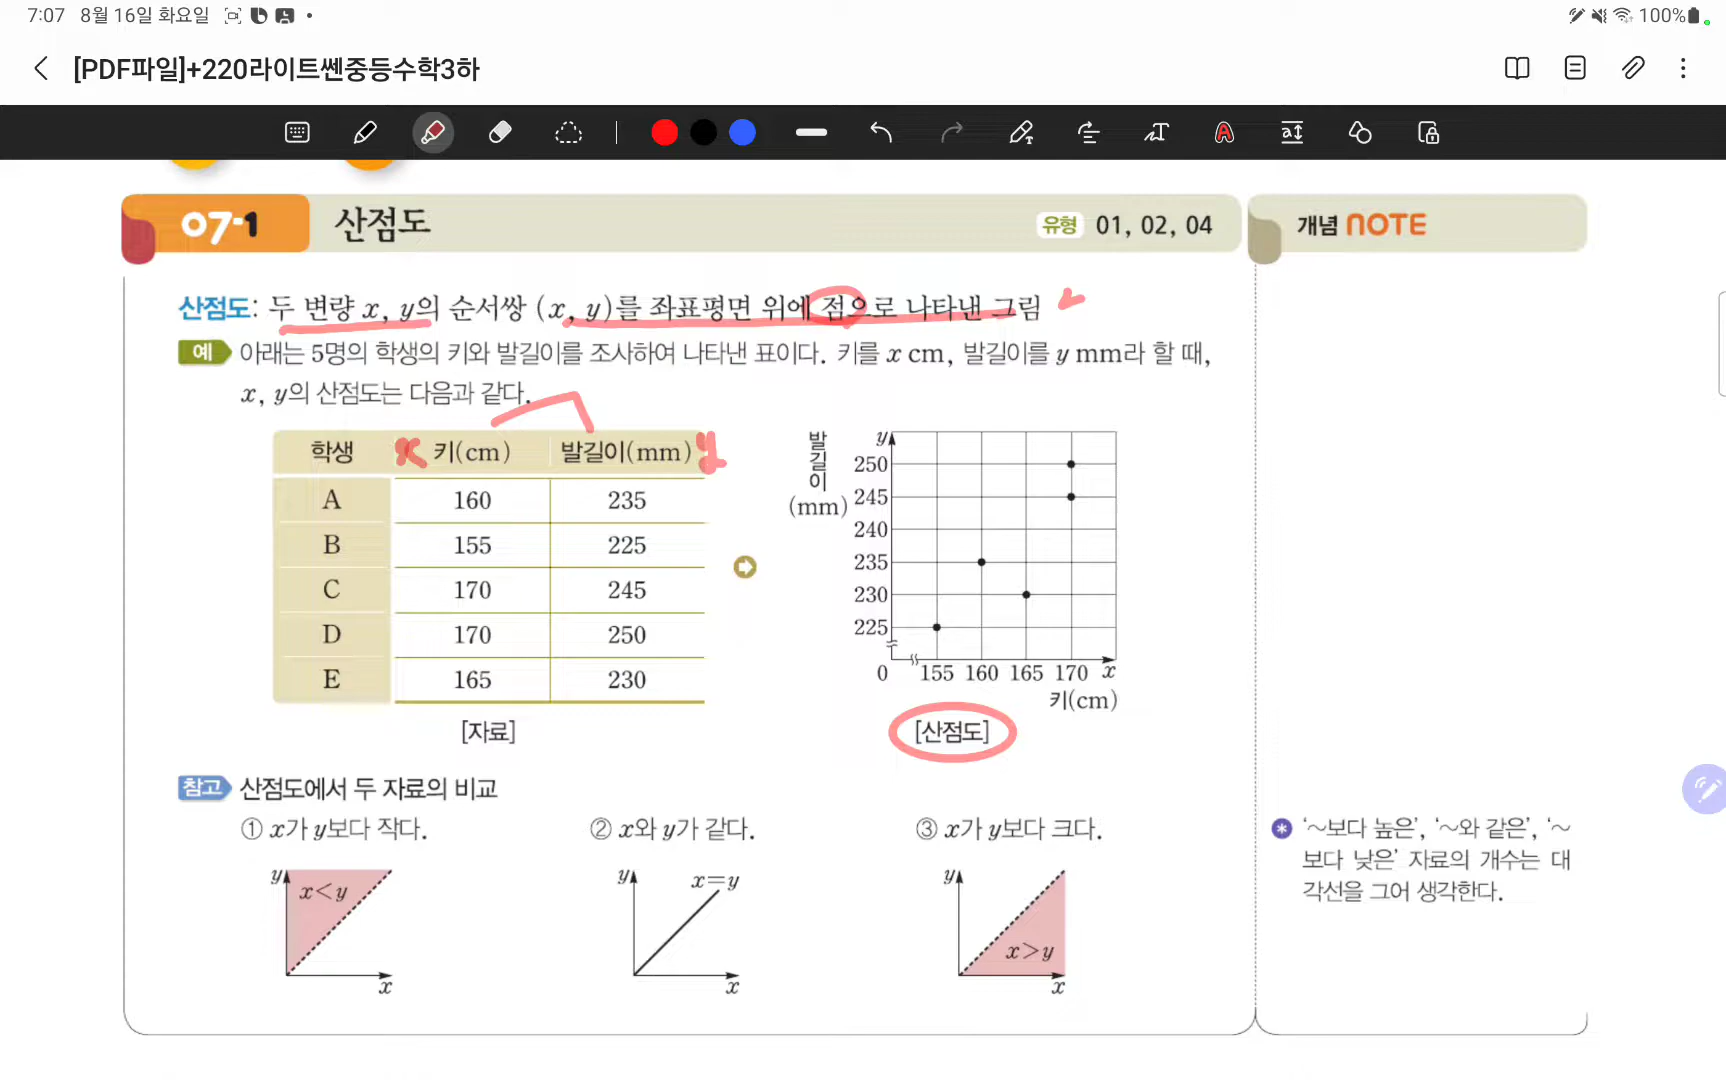 7:07 8월 16일 화요일
100%
[PDF파일]+220라이트쎈중등수학3하
07-1 산점도 유형 01, 02, 04
개념 NOTE
산점도: 두 변량 x, y의 순서쌍 (x, y)를 좌표평면 위에 점으로 나타낸 그림
예 아래는 5명의 학생의 키와 발길이를 조사하여 나타낸 표이다. 키를 x cm, 발길이를 y mm라 할 때,
x, y의 산점도는 다음과 같다.
학생 x 키(cm) 발길이(mm) y
A 160 235
B 155 225
C 170 245
D 170 250
E 165 230
[자료]
발길이
(mm)
y
250
245
240
235
230
225
0 155 160 165 170 x
키(cm)
[산점도]
참고 산점도에서 두 자료의 비교
① x가 y보다 작다. ② x와 y가 같다. ③ x가 y보다 크다.
y x<y x
y x=y x
y x>y x
* ‘~보다 높은’, ‘~와 같은’, ‘~
보다 낮은’ 자료의 개수는 대
각선을 그어 생각한다.